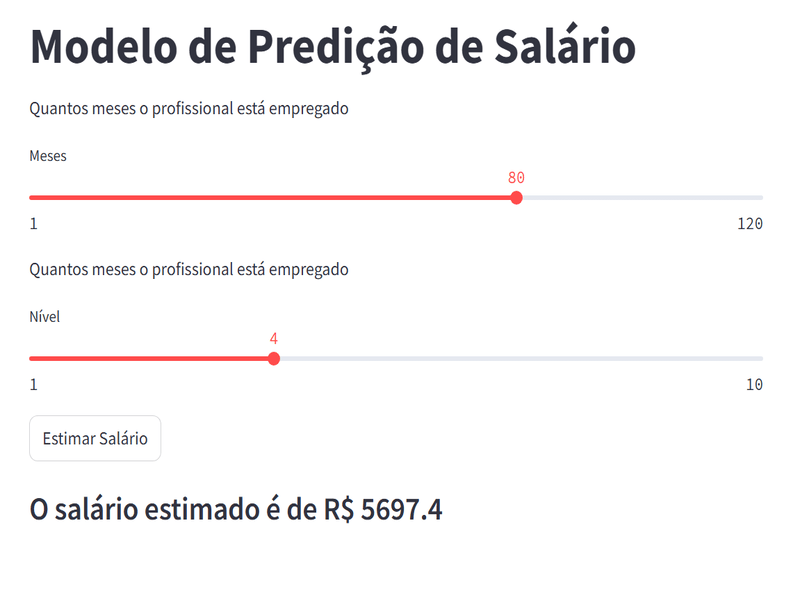 Modelo de Predição de Salário
Quantos meses o profissional está empregado
Meses
80
1 120
Quantos meses o profissional está empregado
Nível
4
1 10
Estimar Salário
O salário estimado é de R$ 5697.4